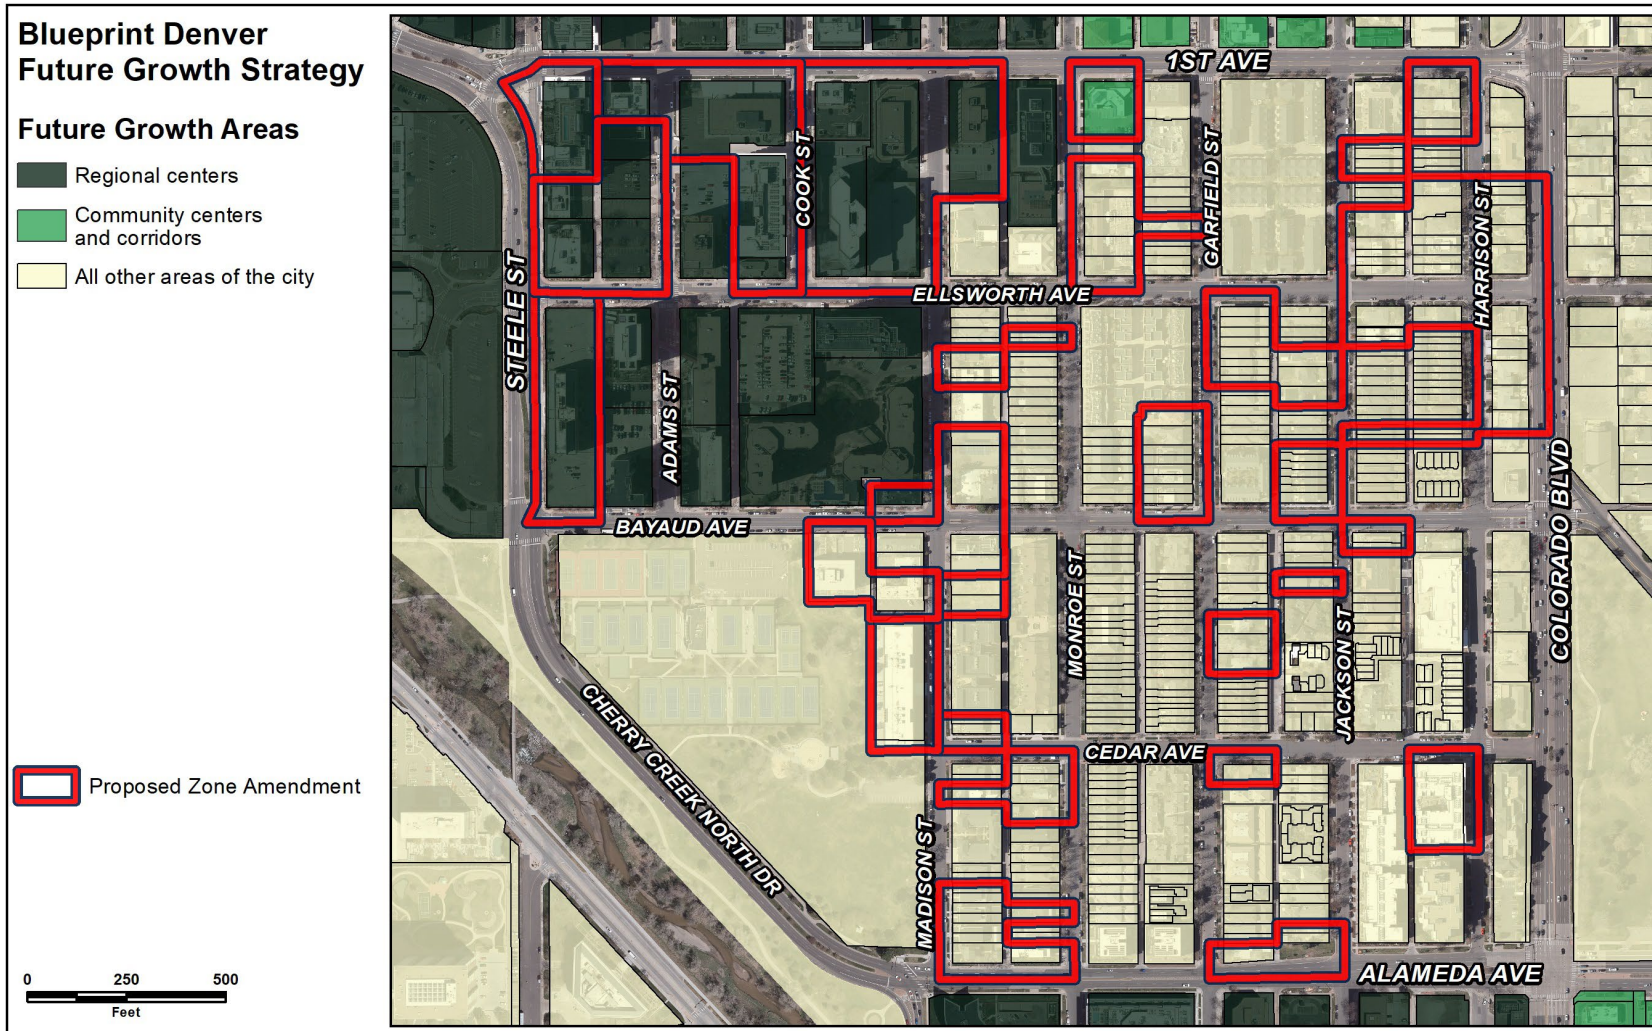 Blueprint Denver
Future Growth Strategy
Future Growth Areas
Regional centers
Community centers
and corridors
All other areas of the city
Proposed Zone Amendment
0 250 500
Feet
1ST AVE
COOK ST
GARFIELD ST
HARRISON ST
STEELE ST
ELLSWORTH AVE
ADAMS ST
BAYAUD AVE
COLORADO BLVD
MONROE ST
JACKSON ST
CHERRY CREEK NORTH DR
CEDAR AVE
MADISON ST
ALAMEDA AVE